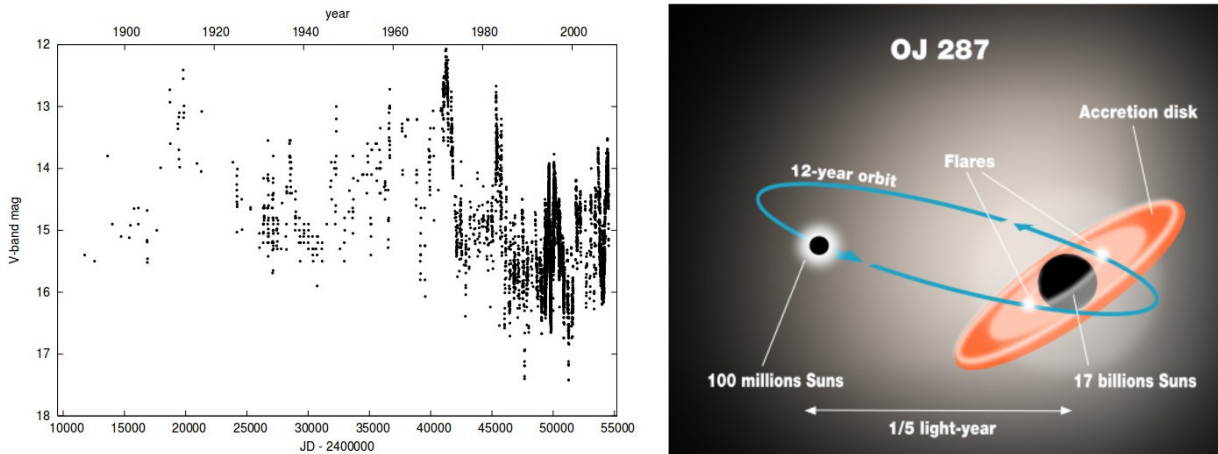 year
1900 1920 1940 1960 1980 2000
12
13
14
15
16
17
18
V-band mag
10000 15000 20000 25000 30000 35000 40000 45000 50000 55000
JD - 2400000
OJ 287
Accretion disk
Flares
12-year orbit
100 millions Suns
17 billions Suns
1/5 light-year